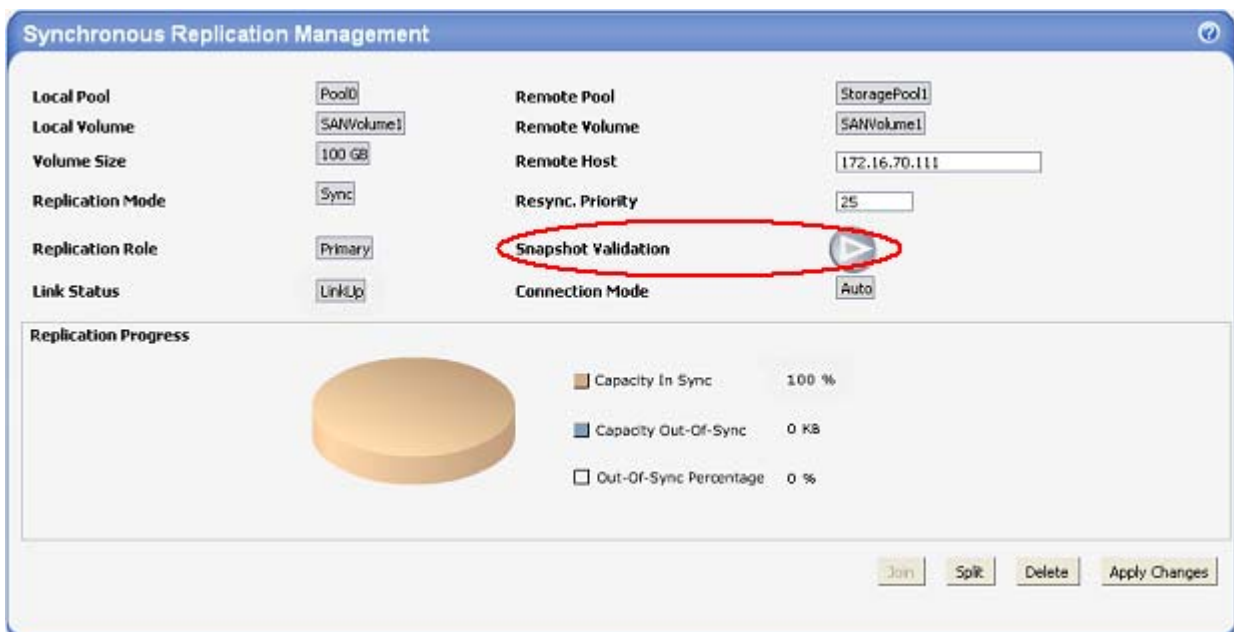 Synchronous Replication Management
?
Local Pool Pool0 Remote Pool StoragePool1
Local Volume SANVolume1 Remote Volume SANVolume1
Volume Size 100 GB Remote Host 172.16.70.111
Replication Mode Sync Resync. Priority 25
Replication Role Primary Snapshot Validation
Link Status LinkUp Connection Mode Auto
Replication Progress
Capacity In Sync 100 %
Capacity Out-Of-Sync 0 KB
Out-Of-Sync Percentage 0 %
Join Split Delete Apply Changes